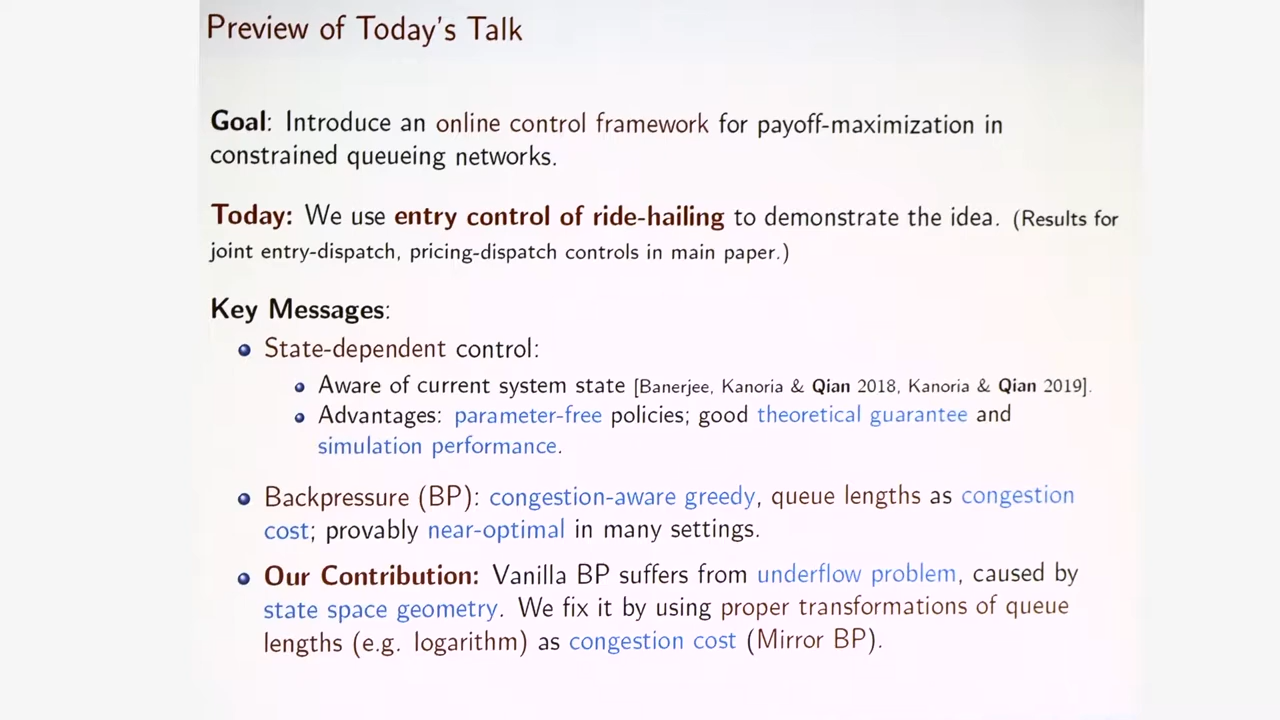 Preview of Today's Talk
Goal: Introduce an online control framework for payoff-maximization in
constrained queueing networks.
Today: We use entry control of ride-hailing to demonstrate the idea. (Results for
joint entry-dispatch, pricing-dispatch controls in main paper.)
Key Messages:
State-dependent control:
Aware of current system state [Banerjee, Kanoria & Qian 2018, Kanoria & Qian 2019].
Advantages: parameter-free policies; good theoretical guarantee and
simulation performance.
Backpressure (BP): congestion-aware greedy, queue lengths as congestion
cost; provably near-optimal in many settings.
Our Contribution: Vanilla BP suffers from underflow problem, caused by
state space geometry. We fix it by using proper transformations of queue
lengths (e.g. logarithm) as congestion cost (Mirror BP).